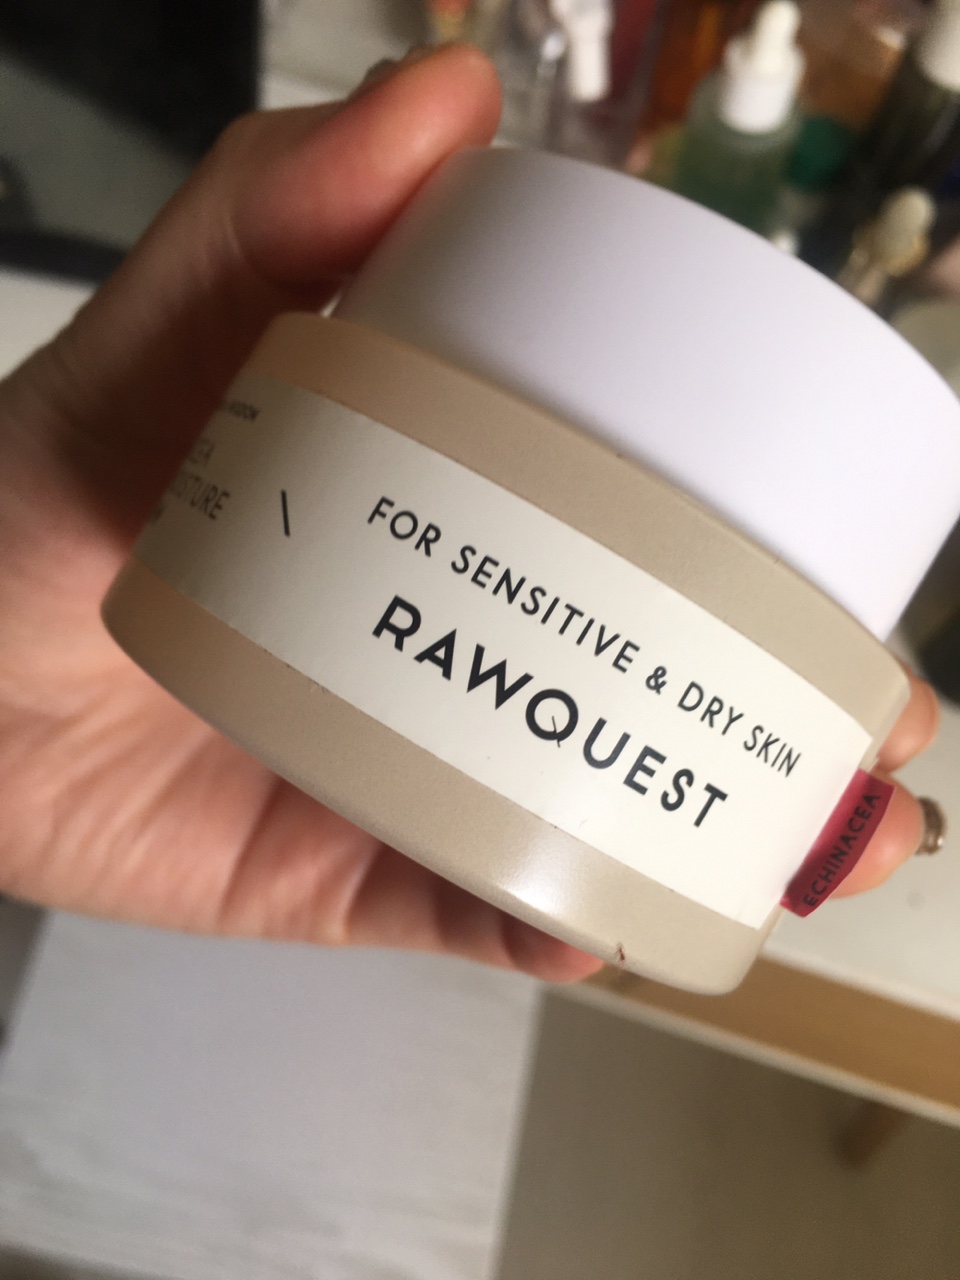 FOR SENSITIVE & DRY SKIN
RAWQUEST
ECHINACEA